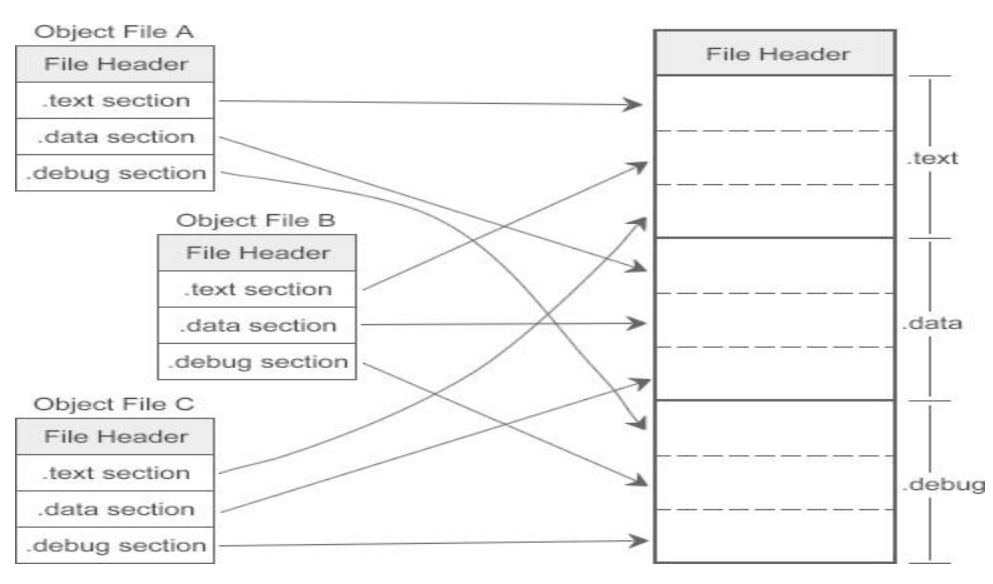 Object File A
File Header
.text section
.data section
.debug section
Object File B
File Header
.text section
.data section
.debug section
Object File C
File Header
.text section
.data section
.debug section
File Header
.text
.data
.debug